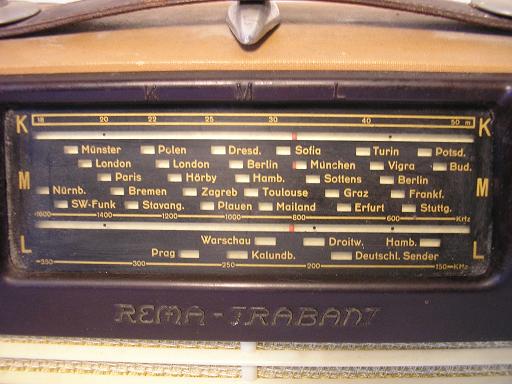 K M L
K 18 20 22 25 30 40 50 m K
Münster Polen Dresd. Sofia Turin Potsd.
London London Berlin München Vigra Bud.
M Paris Hörby Hamb. Sottens Berlin M
Nürnb. Bremen Zagreb Toulouse Graz Frankf.
SW-Funk Stavang. Plauen Mailand Erfurt Stuttg.
1600 1400 1200 1000 800 600 KHz
L Warschau Droitw. Hamb. L
Prag Kalundb. Deutschl. Sender
350 300 250 200 150 KHz
REMA-TRABANT